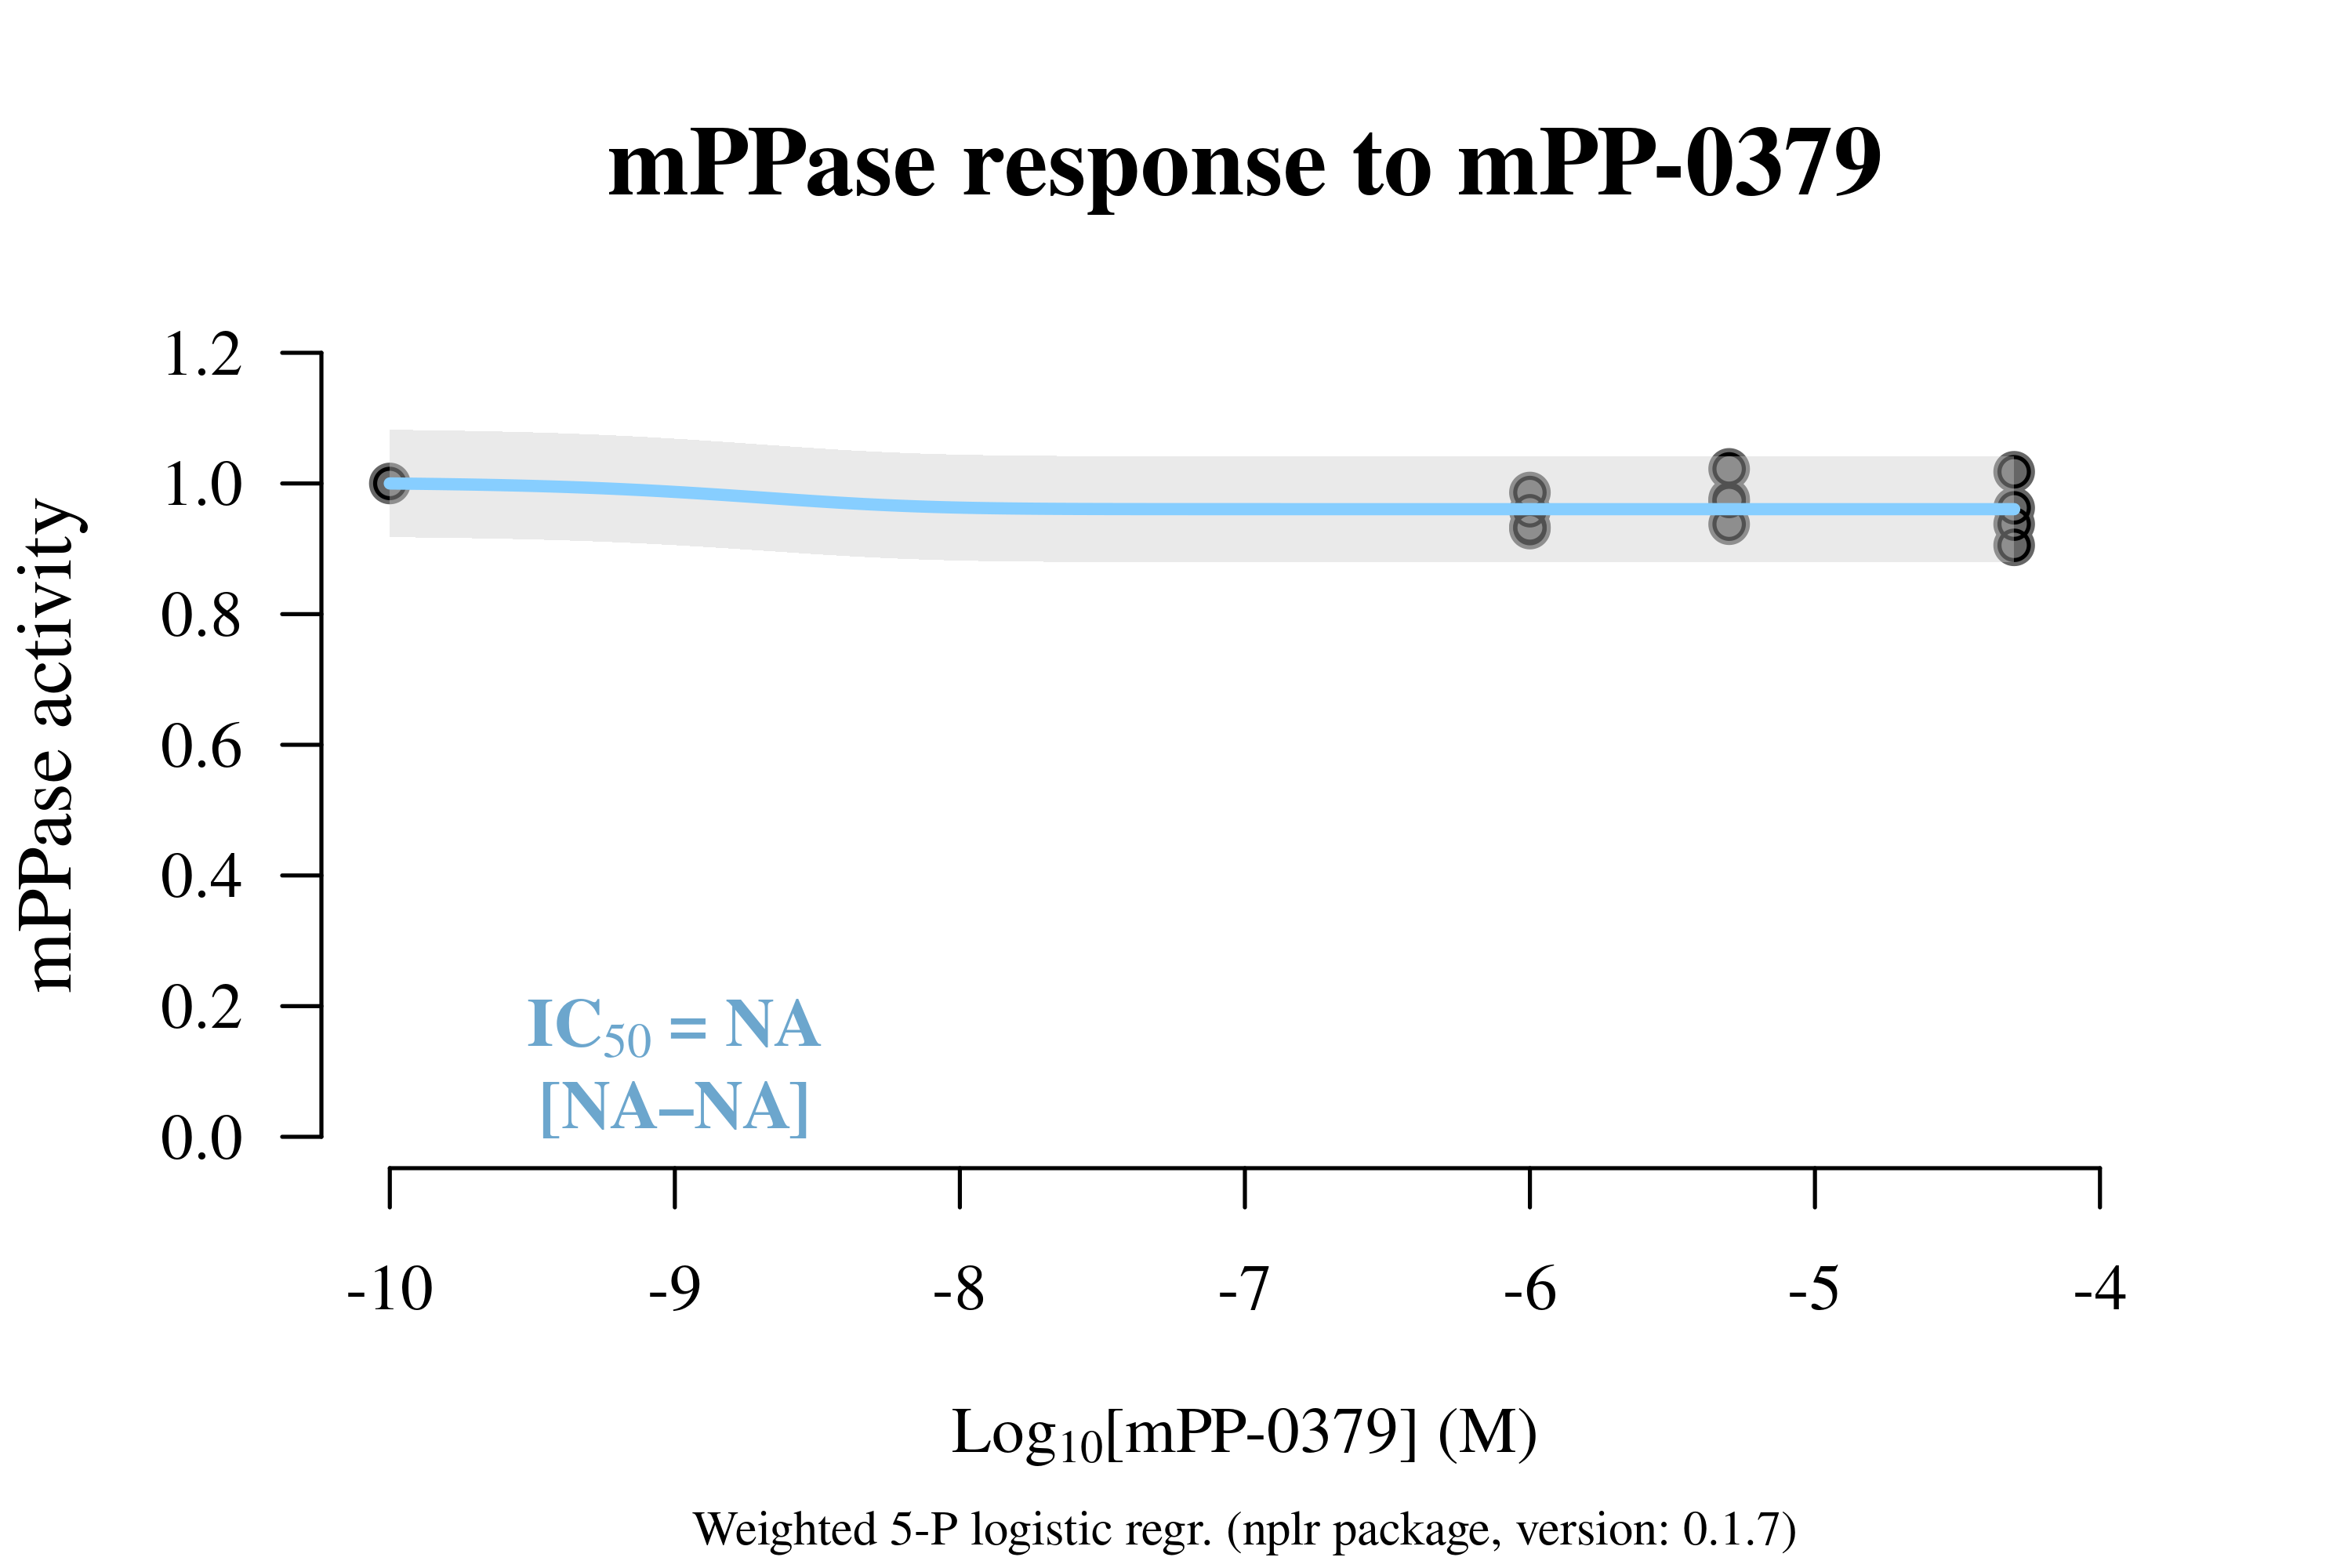 mPPase response to mPP-0379
mPPase activity
1.2
1.0
0.8
0.6
0.4
0.2
0.0
IC50 = NA
[NA–NA]
-10 -9 -8 -7 -6 -5 -4
Log10[mPP-0379] (M)
Weighted 5-P logistic regr. (nplr package, version: 0.1.7)